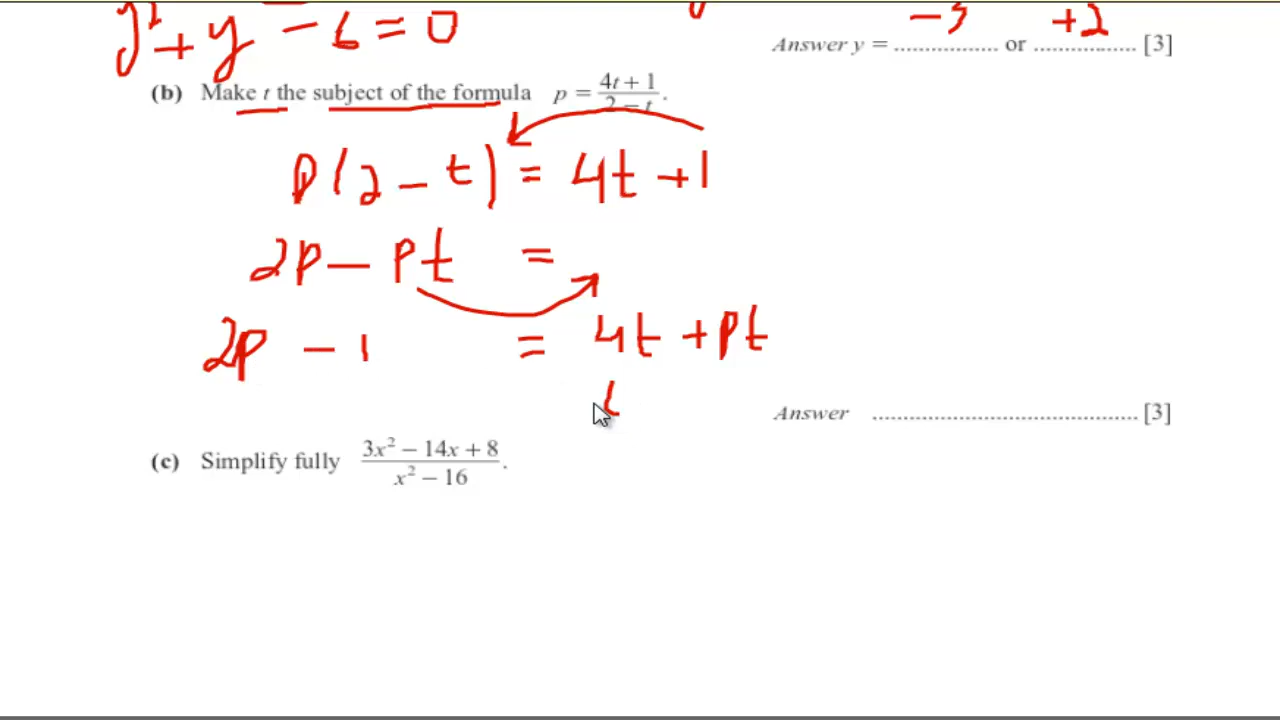 y² + y - 6 = 0
-3 +2
Answer y = .................. or .................. [3]
(b) Make t the subject of the formula p = (4t + 1)/(2 - t).
p(2 - t) = 4t + 1
2p - pt =
2p - 1 = 4t + pt
Answer ............................................ [3]
(c) Simplify fully (3x² - 14x + 8)/(x² - 16).